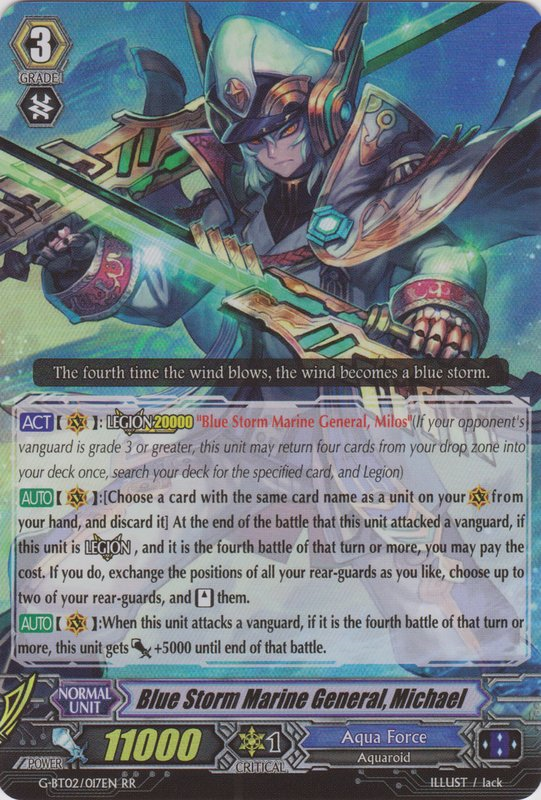 3
GRADE
The fourth time the wind blows, the wind becomes a blue storm.
ACT【 】: LEGION 20000 "Blue Storm Marine General, Milos"(If your opponent's
vanguard is grade 3 or greater, this unit may return four cards from your drop zone into
your deck once, search your deck for the specified card, and Legion)
AUTO【 】:[Choose a card with the same card name as a unit on your from
your hand, and discard it] At the end of the battle that this unit attacked a vanguard, if
this unit is LEGION , and it is the fourth battle of that turn or more, you may pay the
cost. If you do, exchange the positions of all your rear-guards as you like, choose up to
two of your rear-guards, and them.
AUTO【 】:When this unit attacks a vanguard, if it is the fourth battle of that turn or
more, this unit gets +5000 until end of that battle.
NORMAL
UNIT
Blue Storm Marine General, Michael
POWER
11000
1
CRITICAL
Aqua Force
Aquaroid
G-BT02/017EN RR
ILLUST / lack